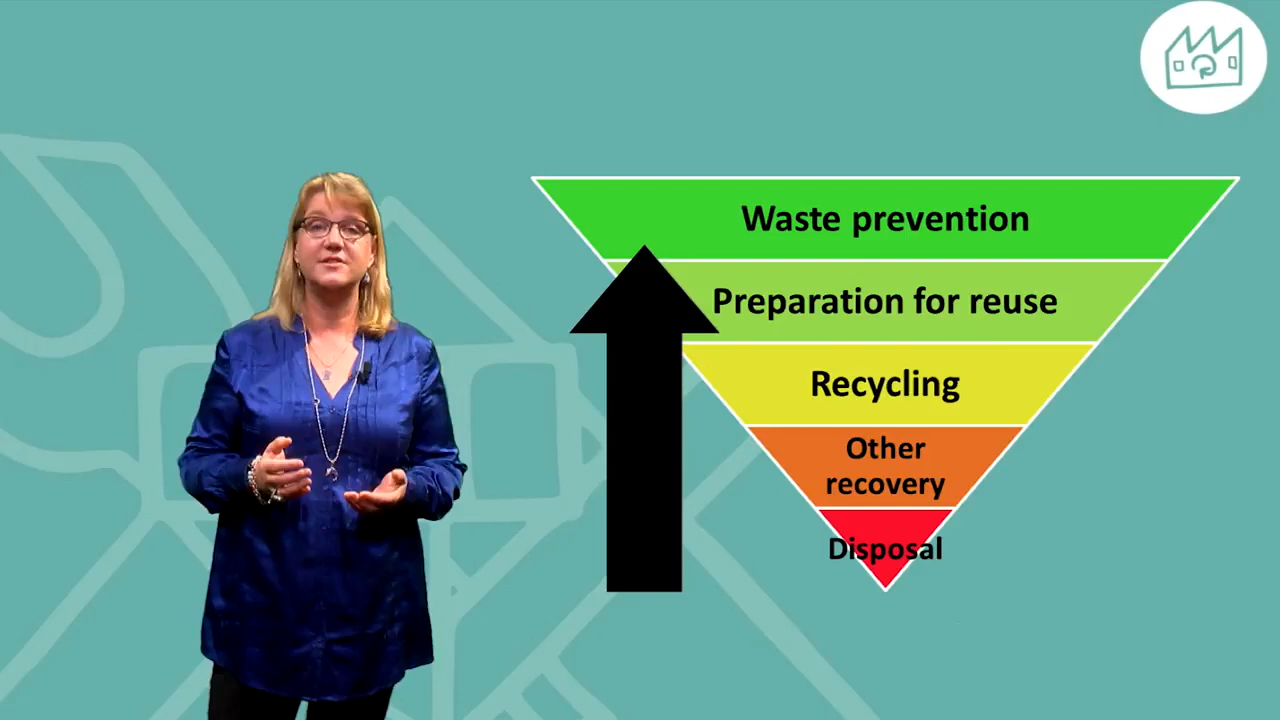 Waste prevention
Preparation for reuse
Recycling
Other
recovery
Disposal